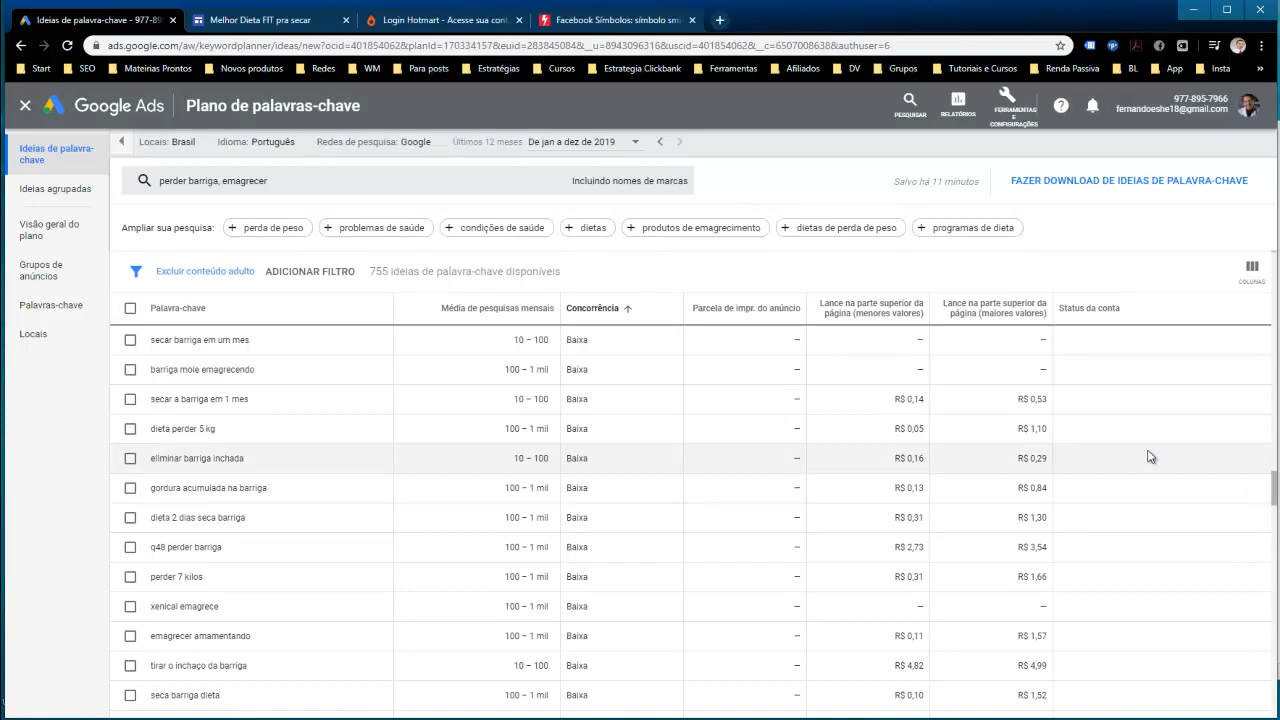 Ideias de palavra-chave - 977-89
Melhor Dieta FIT pra secar
Login Hotmart - Acesse sua cont
Facebook Símbolos: símbolo smi
ads.google.com/aw/keywordplanner/ideas/new?ocid=401854062&planId=170334157&euid=283845084&__u=8943096316&uscid=401854062&__c=6507008638&authuser=6
Start SEO Mateirias Prontos Novos produtos Redes WM Para posts Estratégias Cursos Estrategia Clickbank Ferramentas Afiliados DV Grupos Tutoriais e Cursos Renda Passiva BL App Insta
Google Ads Plano de palavras-chave
PESQUISAR
RELATÓRIOS
FERRAMENTAS E CONFIGURAÇÕES
977-895-7966
fernandoeshe18@gmail.com
Ideias de palavra-chave
Ideias agrupadas
Visão geral do plano
Grupos de anúncios
Palavras-chave
Locais
Locais: Brasil Idioma: Português Redes de pesquisa: Google Últimos 12 meses De jan a dez de 2019
perder barriga, emagrecer Incluindo nomes de marcas Salvo há 11 minutos FAZER DOWNLOAD DE IDEIAS DE PALAVRA-CHAVE
Ampliar sua pesquisa: + perda de peso + problemas de saúde + condições de saúde + dietas + produtos de emagrecimento + dietas de perda de peso + programas de dieta
Excluir conteúdo adulto ADICIONAR FILTRO 755 ideias de palavra-chave disponíveis COLUNAS
Palavra-chave Média de pesquisas mensais Concorrência Parcela de impr. do anúncio Lance na parte superior da página (menores valores) Lance na parte superior da página (maiores valores) Status da conta
secar barriga em um mes 10 – 100 Baixa – – –
barriga mole emagrecendo 100 – 1 mil Baixa – – –
secar a barriga em 1 mes 10 – 100 Baixa – R$ 0,14 R$ 0,53
dieta perder 5 kg 100 – 1 mil Baixa – R$ 0,05 R$ 1,10
eliminar barriga inchada 10 – 100 Baixa – R$ 0,16 R$ 0,29
gordura acumulada na barriga 100 – 1 mil Baixa – R$ 0,13 R$ 0,84
dieta 2 dias seca barriga 100 – 1 mil Baixa – R$ 0,31 R$ 1,30
q48 perder barriga 100 – 1 mil Baixa – R$ 2,73 R$ 3,54
perder 7 kilos 100 – 1 mil Baixa – R$ 0,31 R$ 1,66
xenical emagrece 100 – 1 mil Baixa – – –
emagrecer amamentando 100 – 1 mil Baixa – R$ 0,11 R$ 1,57
tirar o inchaço da barriga 10 – 100 Baixa – R$ 4,82 R$ 4,99
seca barriga dieta 100 – 1 mil Baixa – R$ 0,10 R$ 1,52